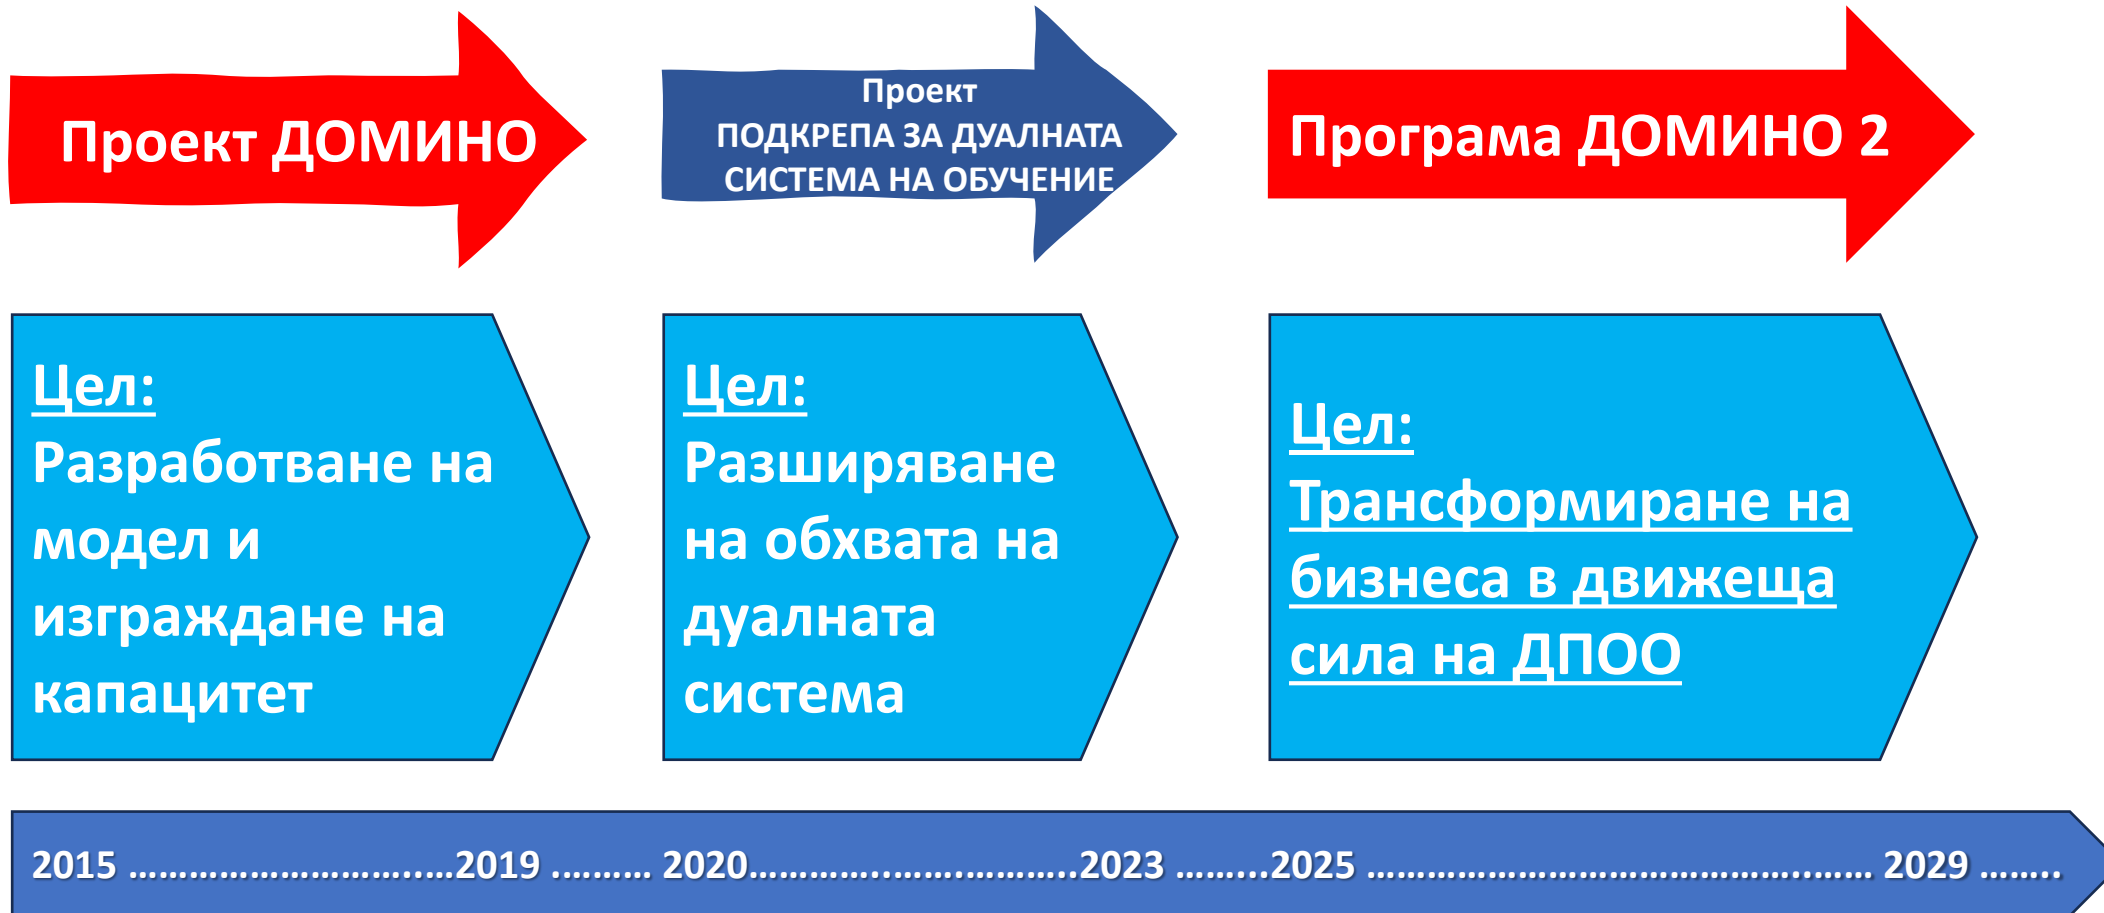 Проект ДОМИНО
Проект
ПОДКРЕПА ЗА ДУАЛНАТА
СИСТЕМА НА ОБУЧЕНИЕ
Програма ДОМИНО 2
Цел:
Разработване на
модел и
изграждане на
капацитет
Цел:
Разширяване
на обхвата на
дуалната
система
Цел:
Трансформиране на
бизнеса в движеща
сила на ДПОО
2015 ………………………..…2019 .……… 2020…………..…….………..2023 ……...2025 ……………………………………..…… 2029 ……..